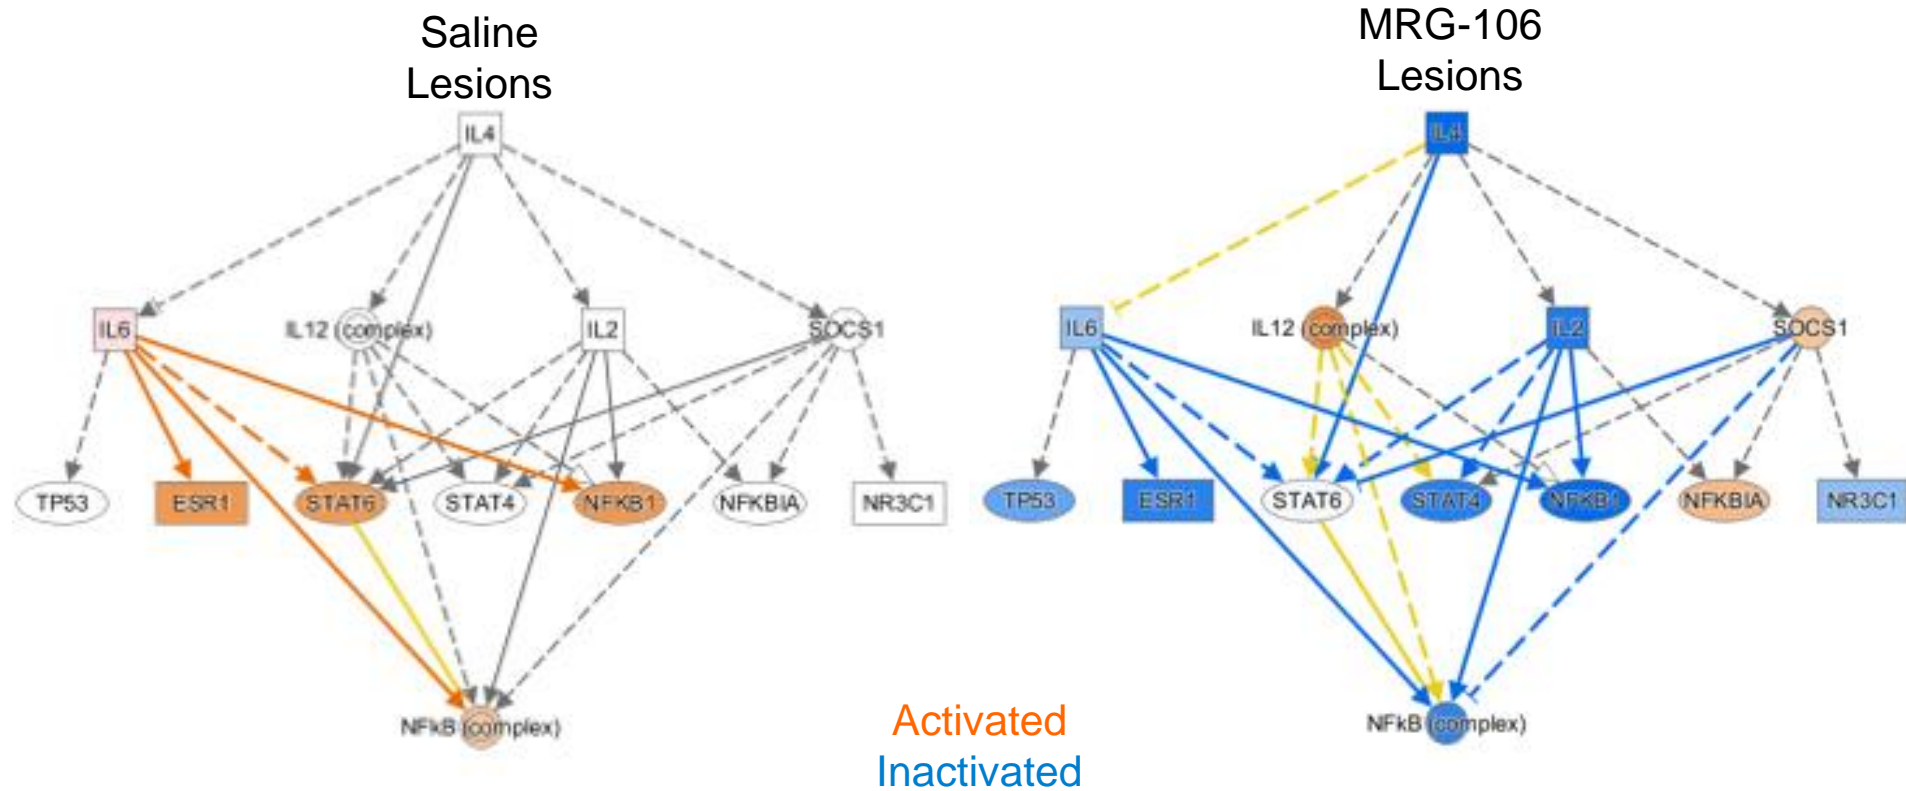 Saline
Lesions
MRG-106
Lesions
IL4
IL4
IL6
IL12 (complex)
IL2
SOCS1
IL6
IL12 (complex)
IL2
SOCS1
TP53
ESR1
STAT6
STAT4
NFKB1
NFKBIA
NR3C1
TP53
ESR1
STAT6
STAT4
NFKB1
NFKBIA
NR3C1
NFkB (complex)
NFkB (complex)
Activated
Inactivated